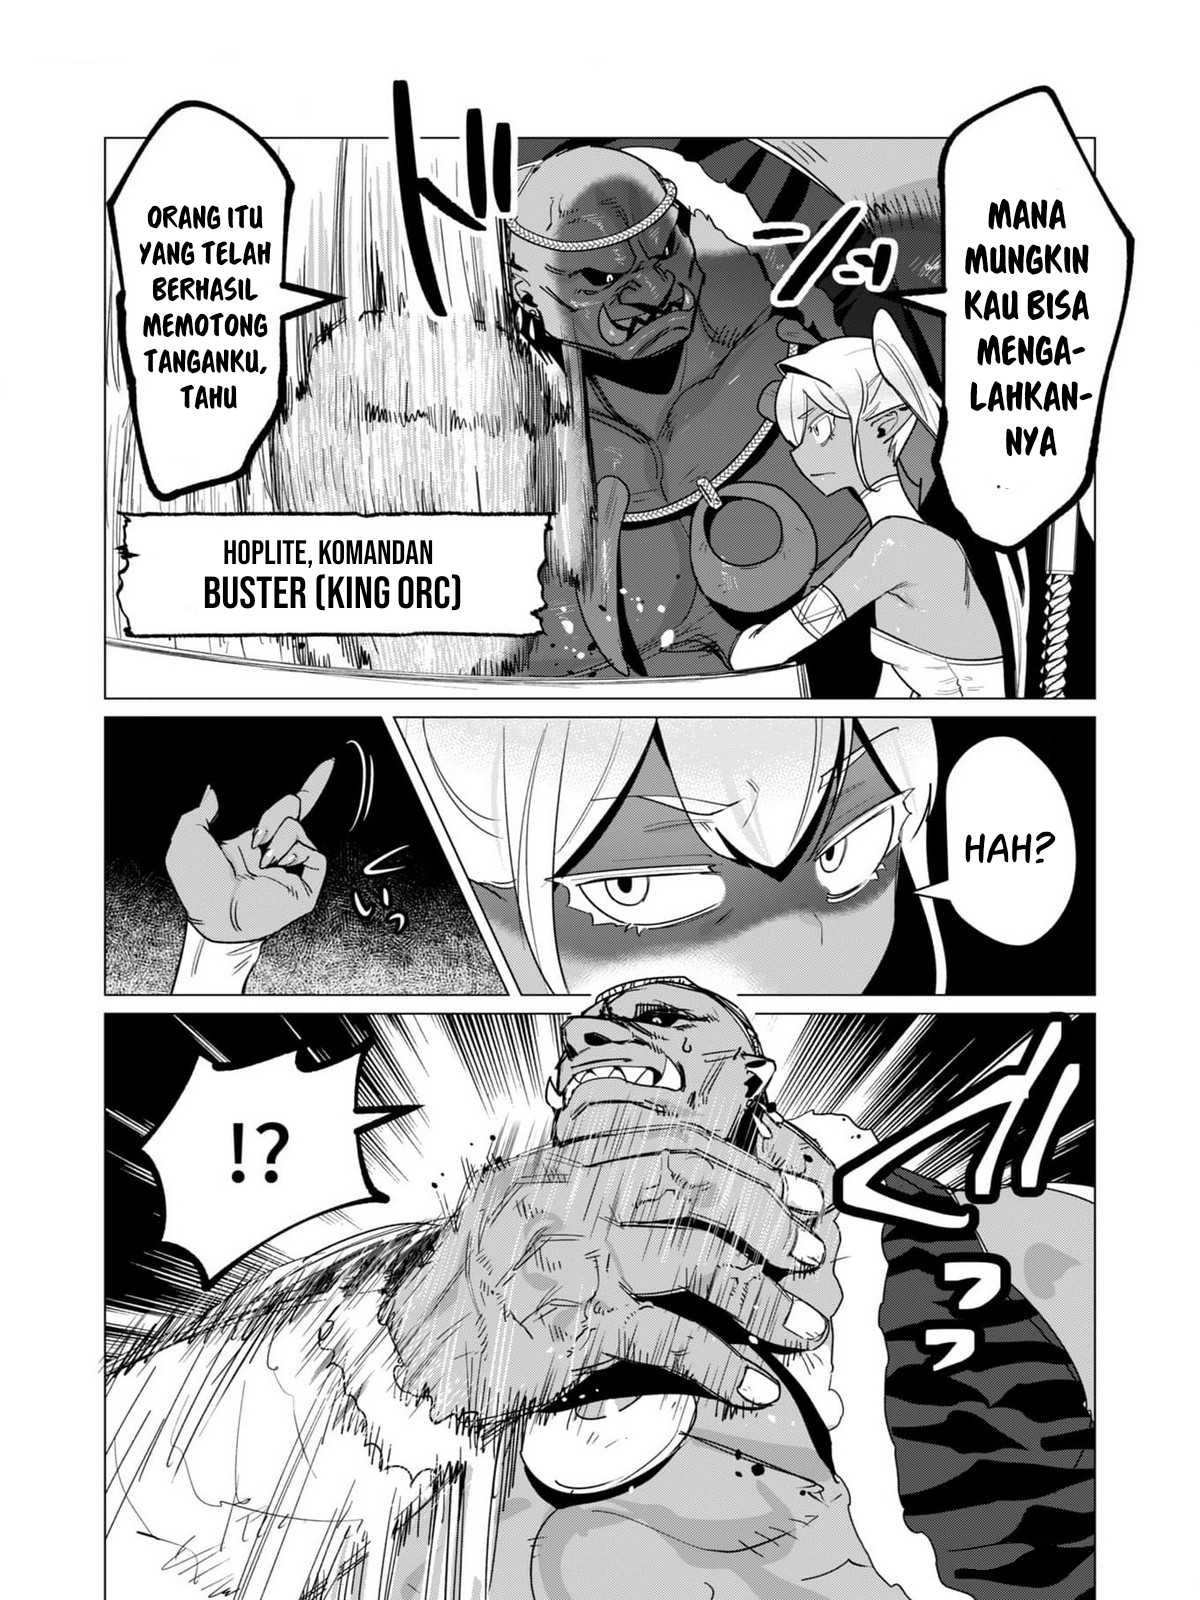 MANA
MUNGKIN
KAU BISA
MENGA-
LAHKAN-
NYA
ORANG ITU
YANG TELAH
BERHASIL
MEMOTONG
TANGANKU,
TAHU
HOPLITE, KOMANDAN
BUSTER (KING ORC)
HAH?
!?